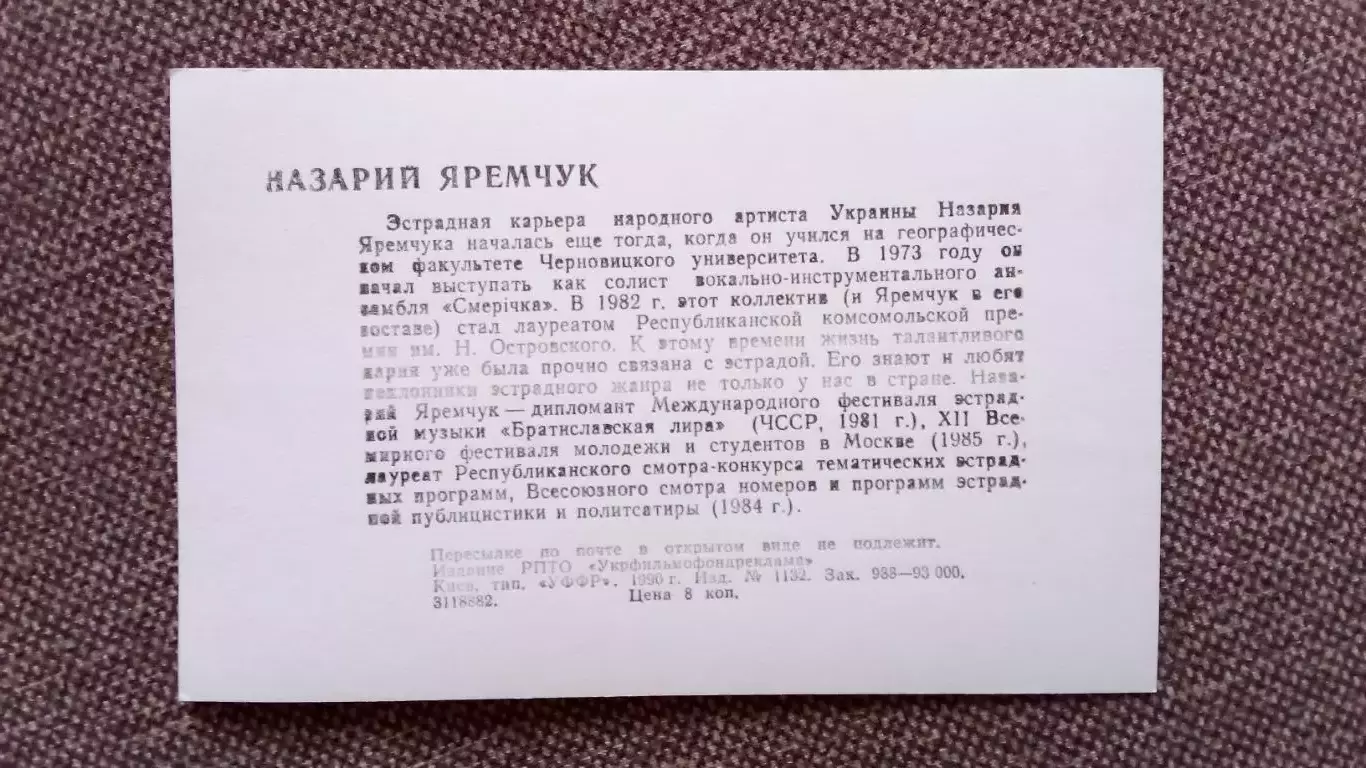 НАЗАРИЙ ЯРЕМЧУК
Эстрадная карьера народного артиста Украины Назария
Яремчука началась еще тогда, когда он учился на географичес-
ком факультете Черновицкого университета. В 1973 году он
начал выступать как солист вокально-инструментального ан-
самбля «Смерічка». В 1982 г. этот коллектив (и Яремчук в его
составе) стал лауреатом Республиканской комсомольской пре-
мии им. Н. Островского. К этому времени жизнь талантливого
зария уже была прочно связана с эстрадой. Его знают и любят
поклонники эстрадного жанра не только у нас в стране. Наза-
рий Яремчук — дипломант Международного фестиваля эстрад-
ной музыки «Братиславская лира» (ЧССР, 1981 г.), XII Все-
мирного фестиваля молодежи и студентов в Москве (1985 г.),
лауреат Республиканского смотра-конкурса тематических эстрад-
ных программ, Всесоюзного смотра номеров и программ эстрад-
ной публицистики и политсатиры (1984 г.).
Пересылке по почте в открытом виде не подлежит.
Издание РПТО «Укрфильмофонареклама»
Киев, тип. «УФФР». 1990 г. Изд. № 1132. Зак. 988—93 000.
3118882. Цена 8 коп.